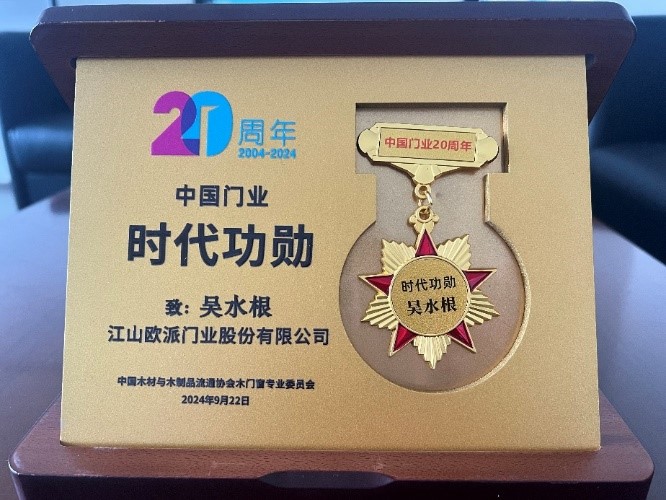 20周年
2004-2024
中国门业
时代功勋
致：吴水根
江山欧派门业股份有限公司
中国木材与木制品流通协会木门窗专业委员会
2024年9月22日
中国门业20周年
时代功勋
吴水根